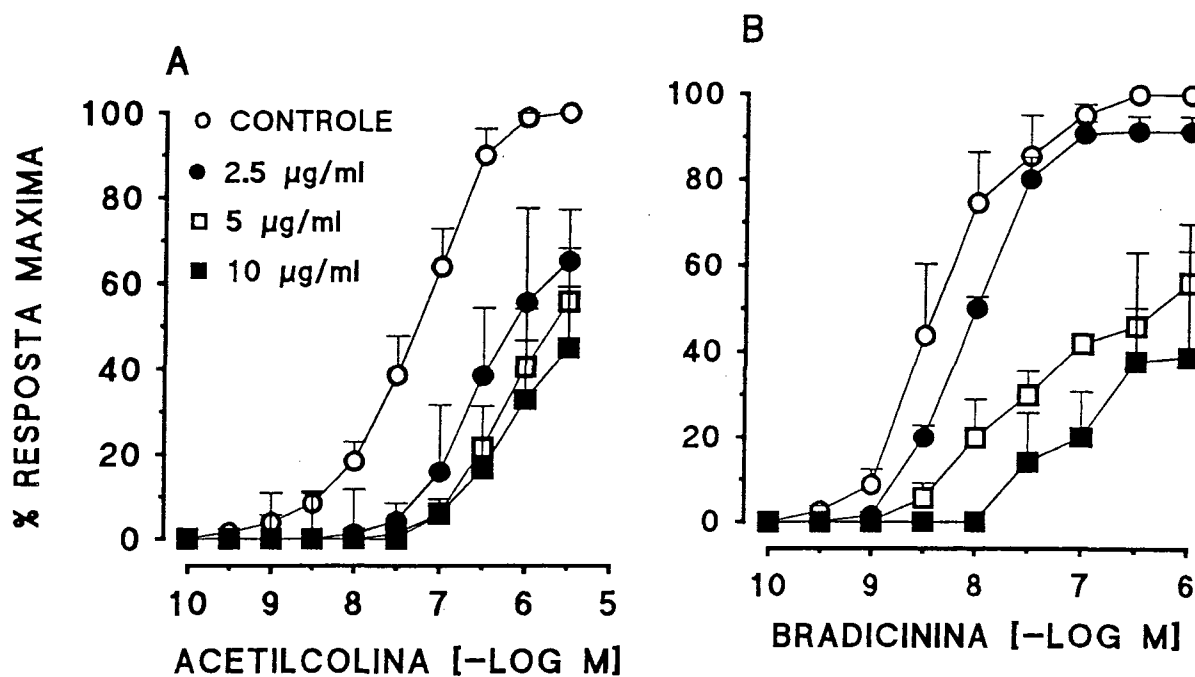 A
B
% RESPOSTA MAXIMA
100
80
60
40
20
0
CONTROLE
2.5 µg/ml
5 µg/ml
10 µg/ml
10 9 8 7 6 5
ACETILCOLINA [-LOG M]
100
80
60
40
20
0
10 9 8 7 6
BRADICININA [-LOG M]